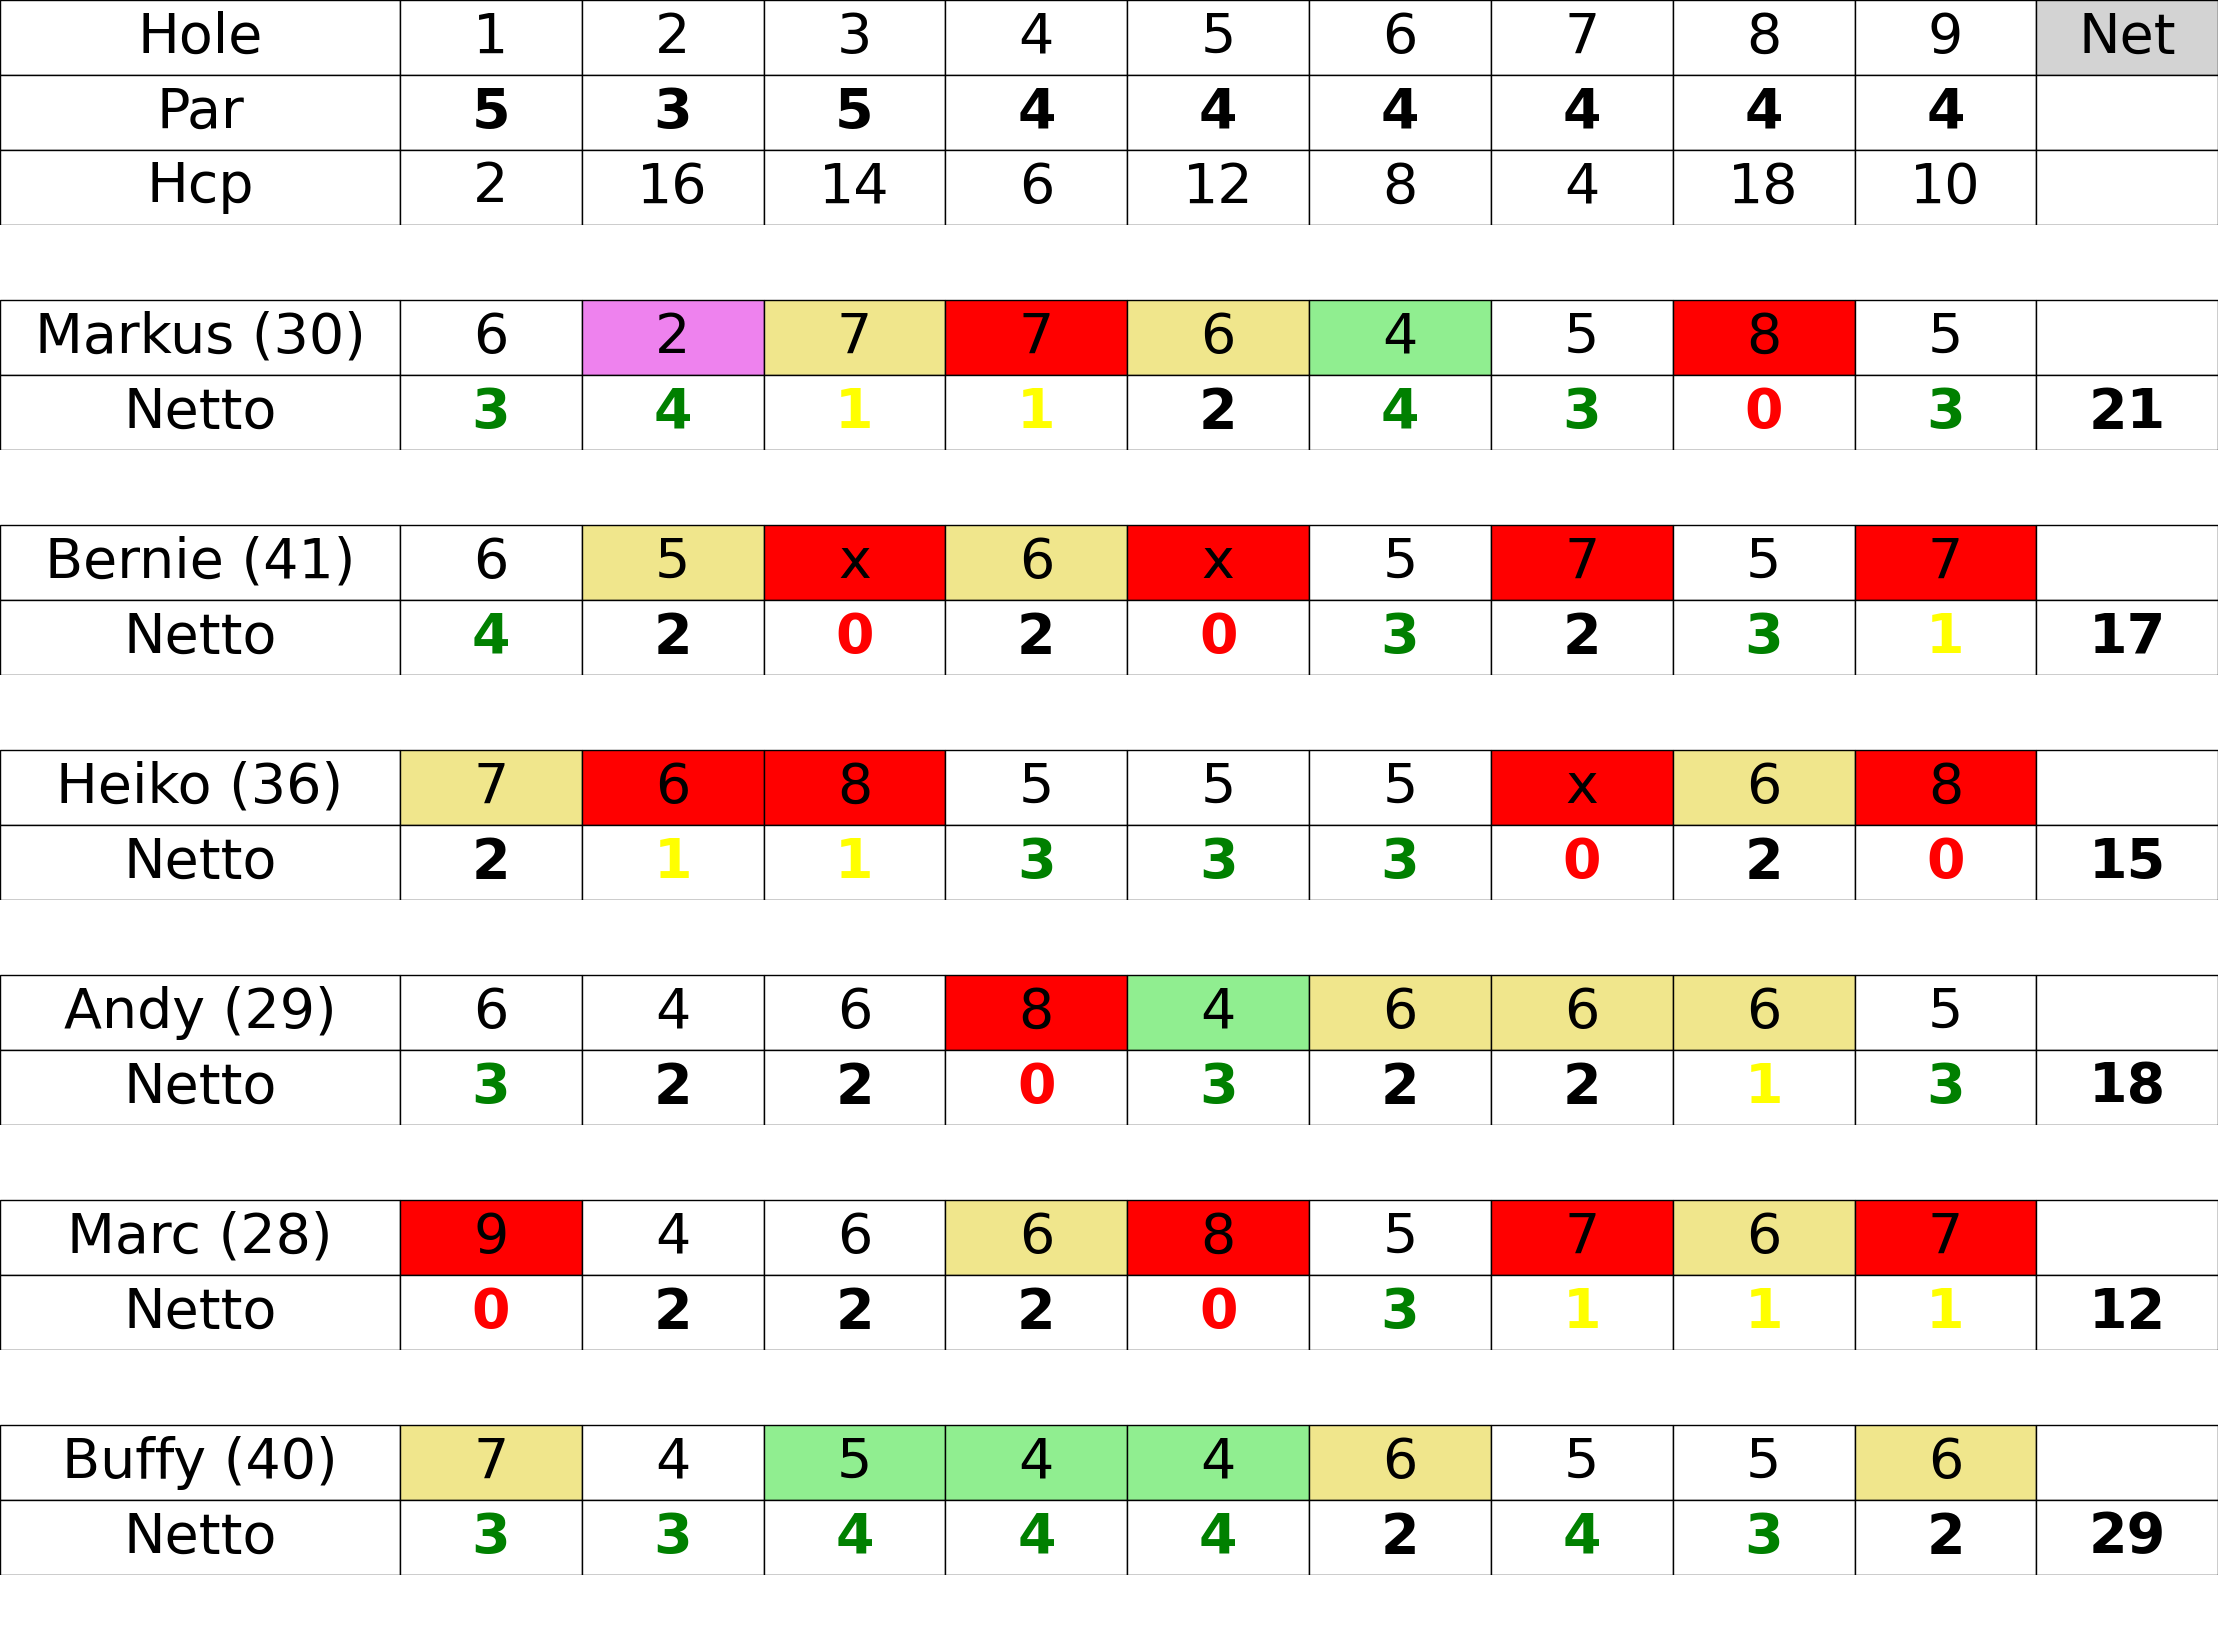 Hole 1 2 3 4 5 6 7 8 9 Net
Par 5 3 5 4 4 4 4 4 4
Hcp 2 16 14 6 12 8 4 18 10
Markus (30) 6 2 7 7 6 4 5 8 5
Netto 3 4 1 1 2 4 3 0 3 21
Bernie (41) 6 5 x 6 x 5 7 5 7
Netto 4 2 0 2 0 3 2 3 1 17
Heiko (36) 7 6 8 5 5 5 x 6 8
Netto 2 1 1 3 3 3 0 2 0 15
Andy (29) 6 4 6 8 4 6 6 6 5
Netto 3 2 2 0 3 2 2 1 3 18
Marc (28) 9 4 6 6 8 5 7 6 7
Netto 0 2 2 2 0 3 1 1 1 12
Buffy (40) 7 4 5 4 4 6 5 5 6
Netto 3 3 4 4 4 2 4 3 2 29